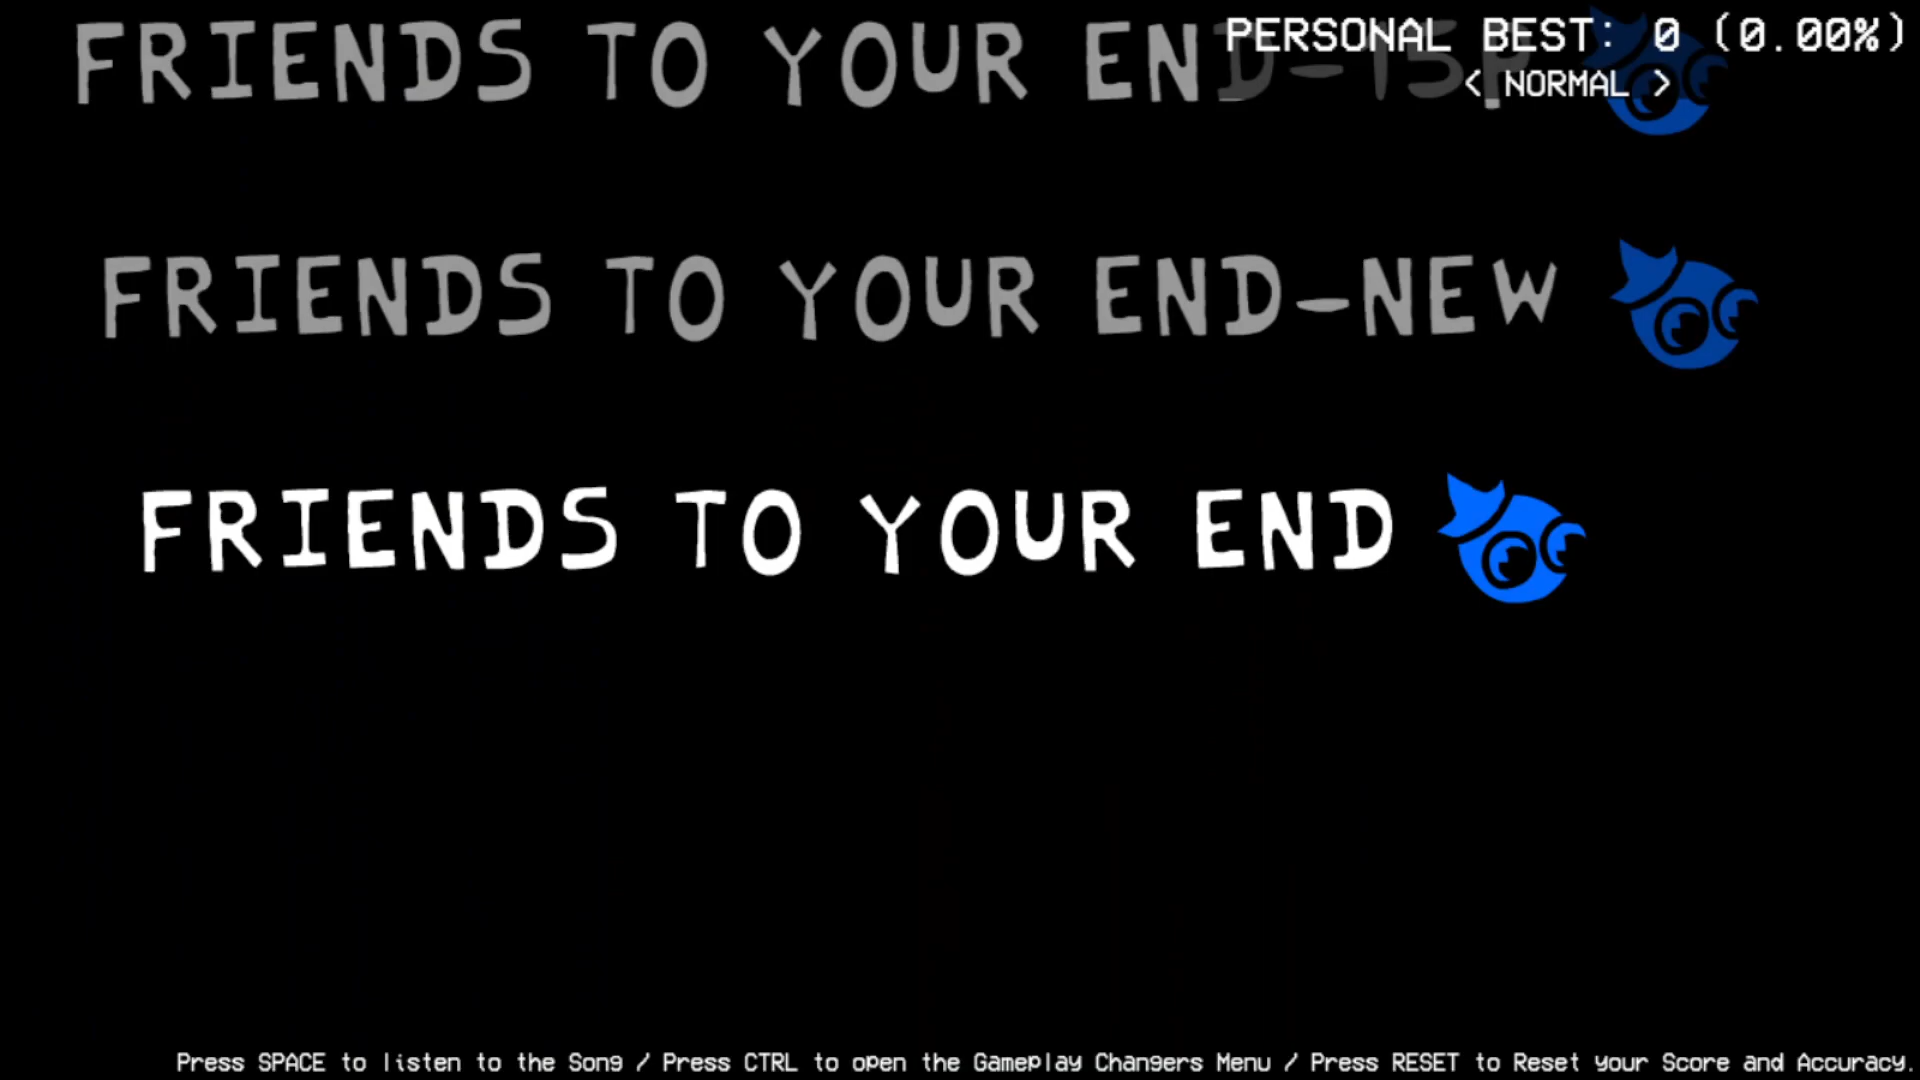 FRIENDS TO YOUR END-15P
PERSONAL BEST: 0 (0.00%)
< NORMAL >
FRIENDS TO YOUR END-NEW
FRIENDS TO YOUR END
Press SPACE to listen to the Song / Press CTRL to open the Gameplay Changers Menu / Press RESET to Reset your Score and Accuracy.